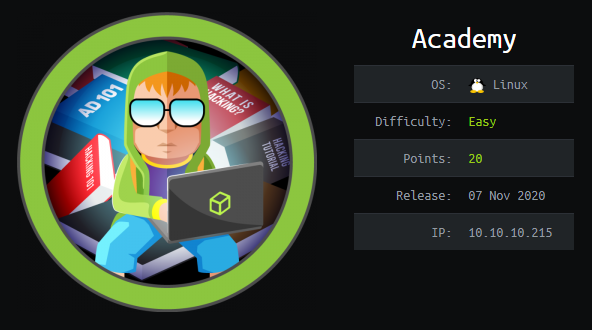 Academy
OS: Linux
Difficulty: Easy
Points: 20
Release: 07 Nov 2020
IP: 10.10.10.215
AD 101
WHAT IS
HACKING?
HACKING 101
HACKING
TUTORIAL